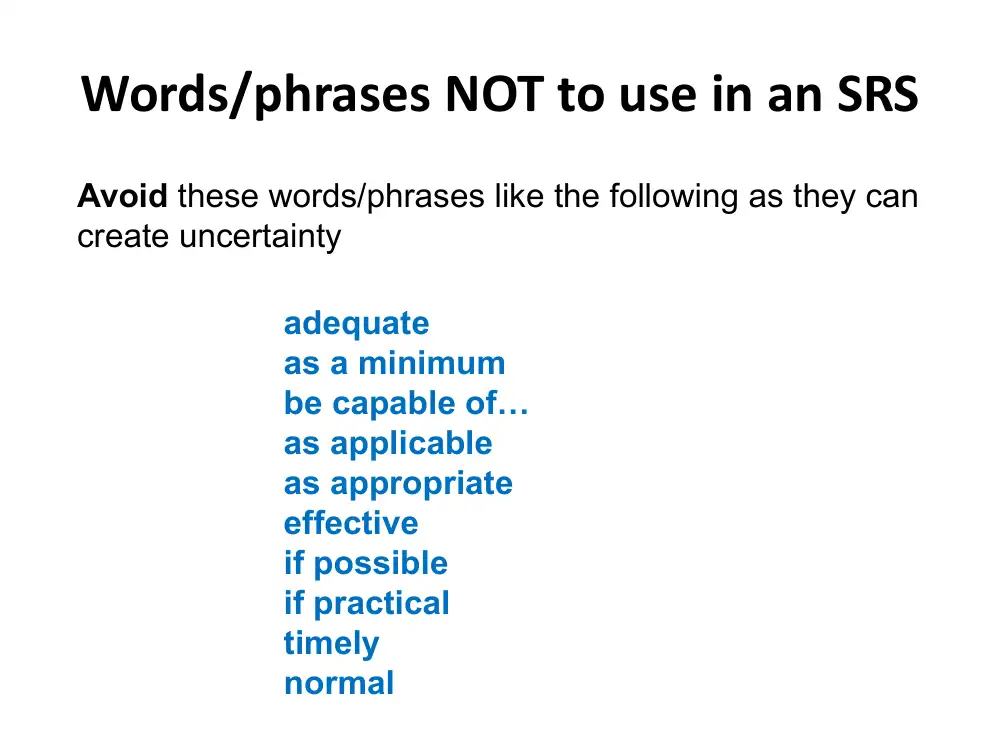 Words/phrases NOT to use in an SRS
Avoid these words/phrases like the following as they can
create uncertainty
adequate
as a minimum
be capable of…
as applicable
as appropriate
effective
if possible
if practical
timely
normal